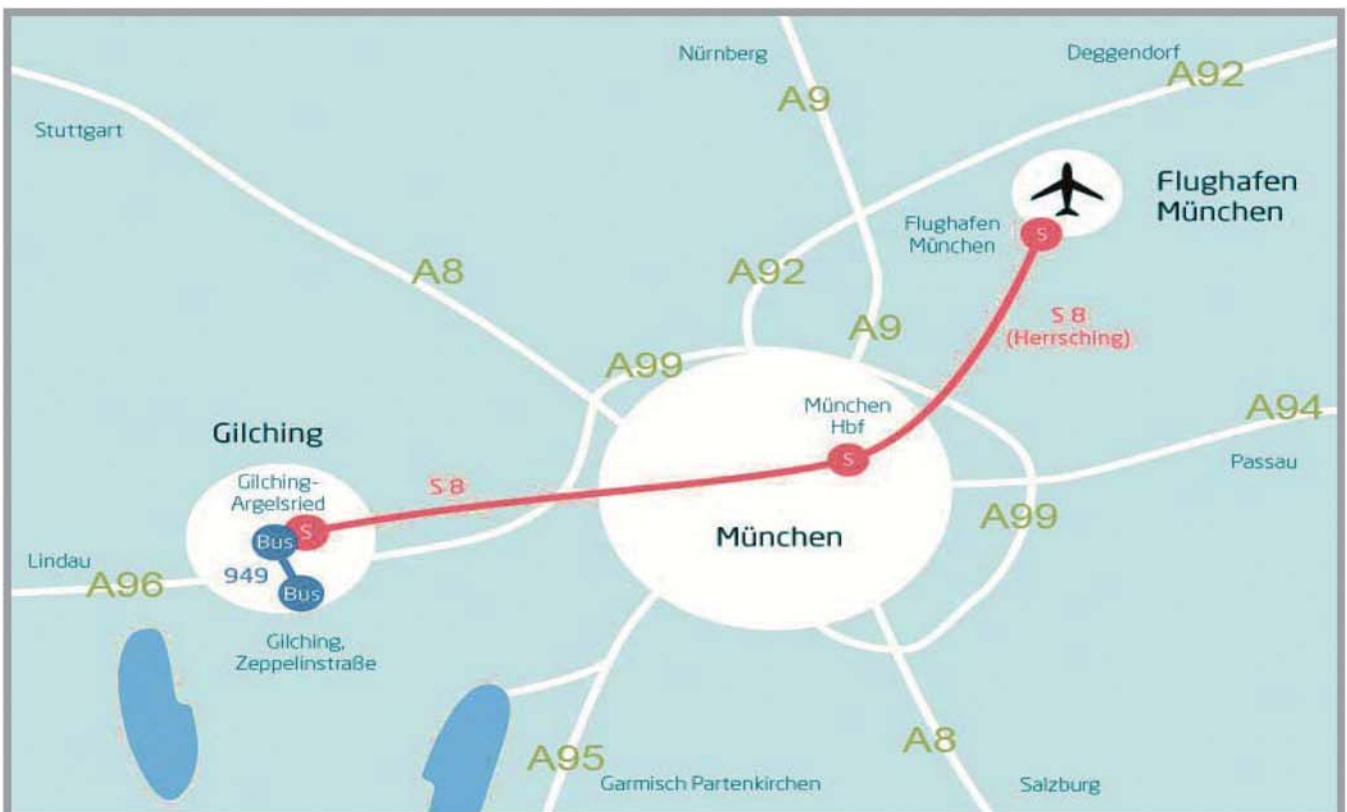 Nürnberg
Deggendorf
A92
A9
Stuttgart
Flughafen
München
Flughafen
München
S
A8
A92
S 8
(Herrsching)
A9
A99
München
Hbf
S
A94
Passau
Gilching
Gilching-
Argelsried
S 8
S
Bus
A99
München
Lindau
A96
949
Bus
Gilching,
Zeppelinstraße
A95
Garmisch Partenkirchen
A8
Salzburg